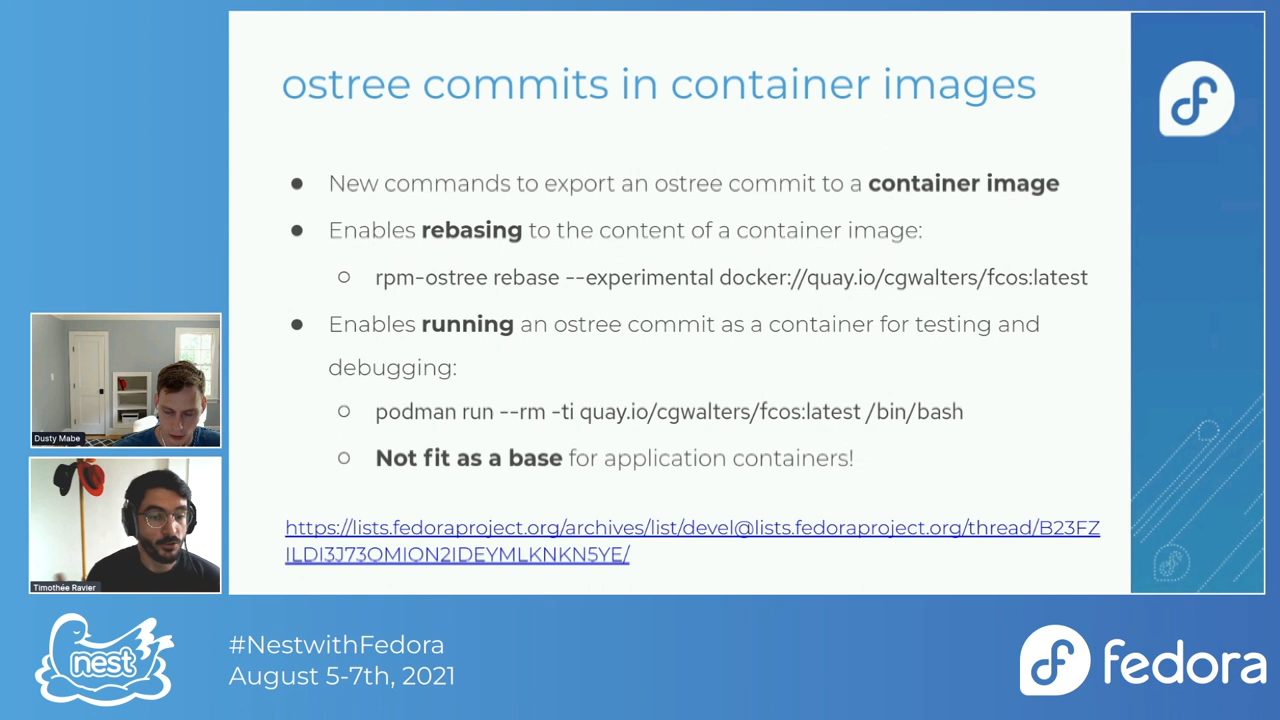 ostree commits in container images
● New commands to export an ostree commit to a container image
● Enables rebasing to the content of a container image:
○ rpm-ostree rebase --experimental docker://quay.io/cgwalters/fcos:latest
● Enables running an ostree commit as a container for testing and
debugging:
○ podman run --rm -ti quay.io/cgwalters/fcos:latest /bin/bash
○ Not fit as a base for application containers!
https://lists.fedoraproject.org/archives/list/devel@lists.fedoraproject.org/thread/B23FZ
ILDI3J73OMION2IDEYMLKNKN5YE/
Dusty Mabe
Timothée Ravier
nest
#NestwithFedora
August 5-7th, 2021
fedora